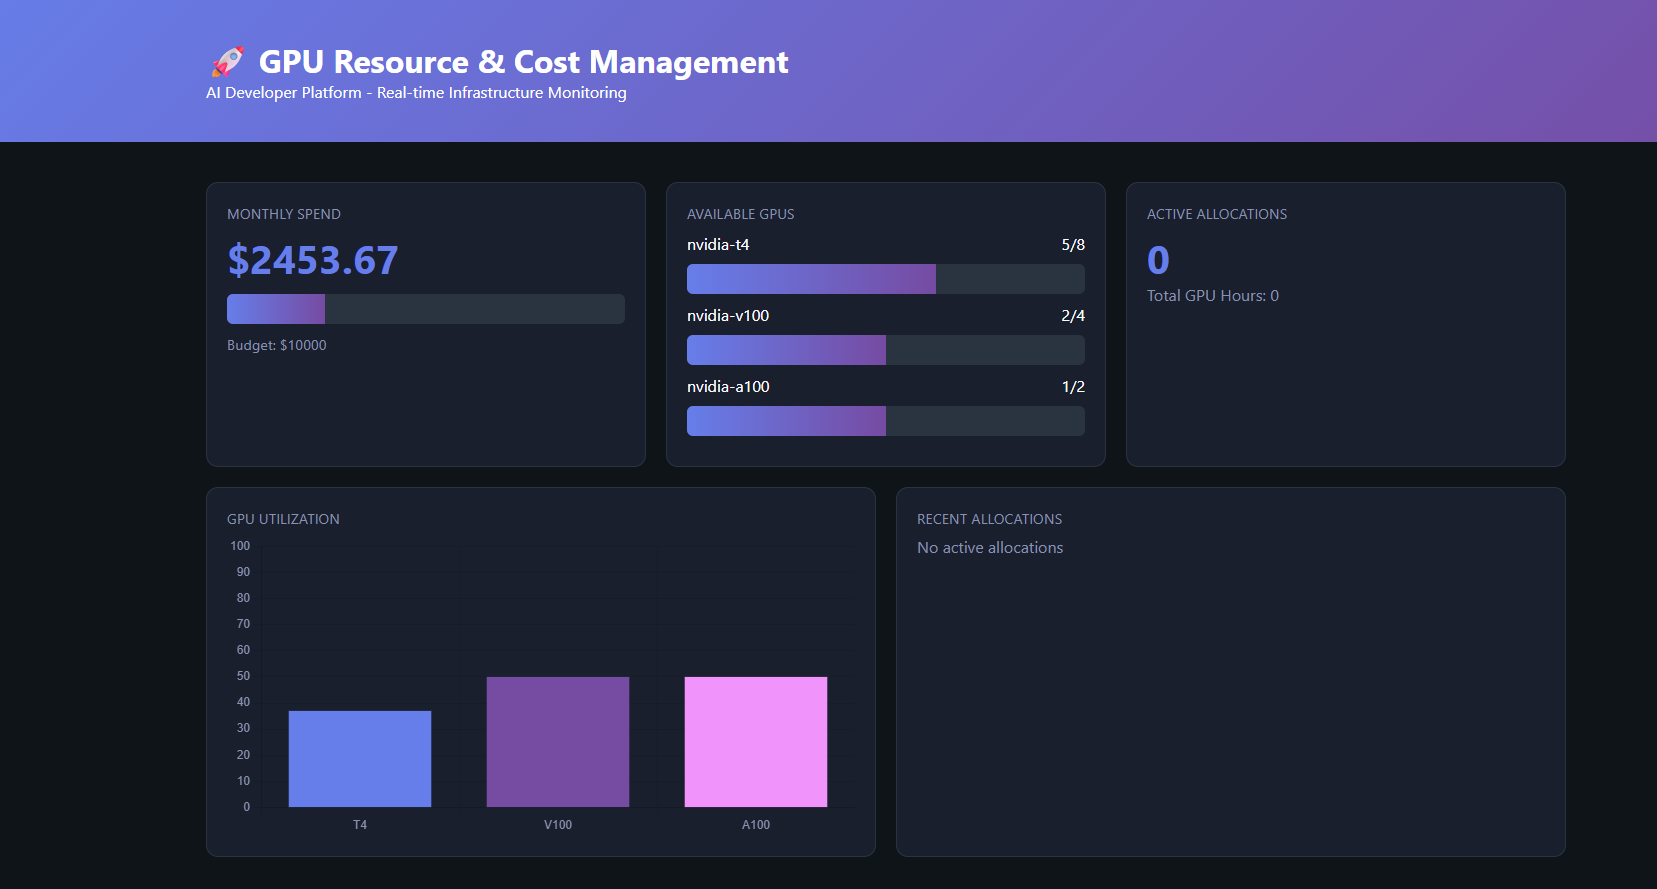 🚀 GPU Resource & Cost Management
AI Developer Platform - Real-time Infrastructure Monitoring
MONTHLY SPEND
$2453.67
Budget: $10000
AVAILABLE GPUS
nvidia-t4 5/8
nvidia-v100 2/4
nvidia-a100 1/2
ACTIVE ALLOCATIONS
0
Total GPU Hours: 0
GPU UTILIZATION
100
90
80
70
60
50
40
30
20
10
0
T4 V100 A100
RECENT ALLOCATIONS
No active allocations